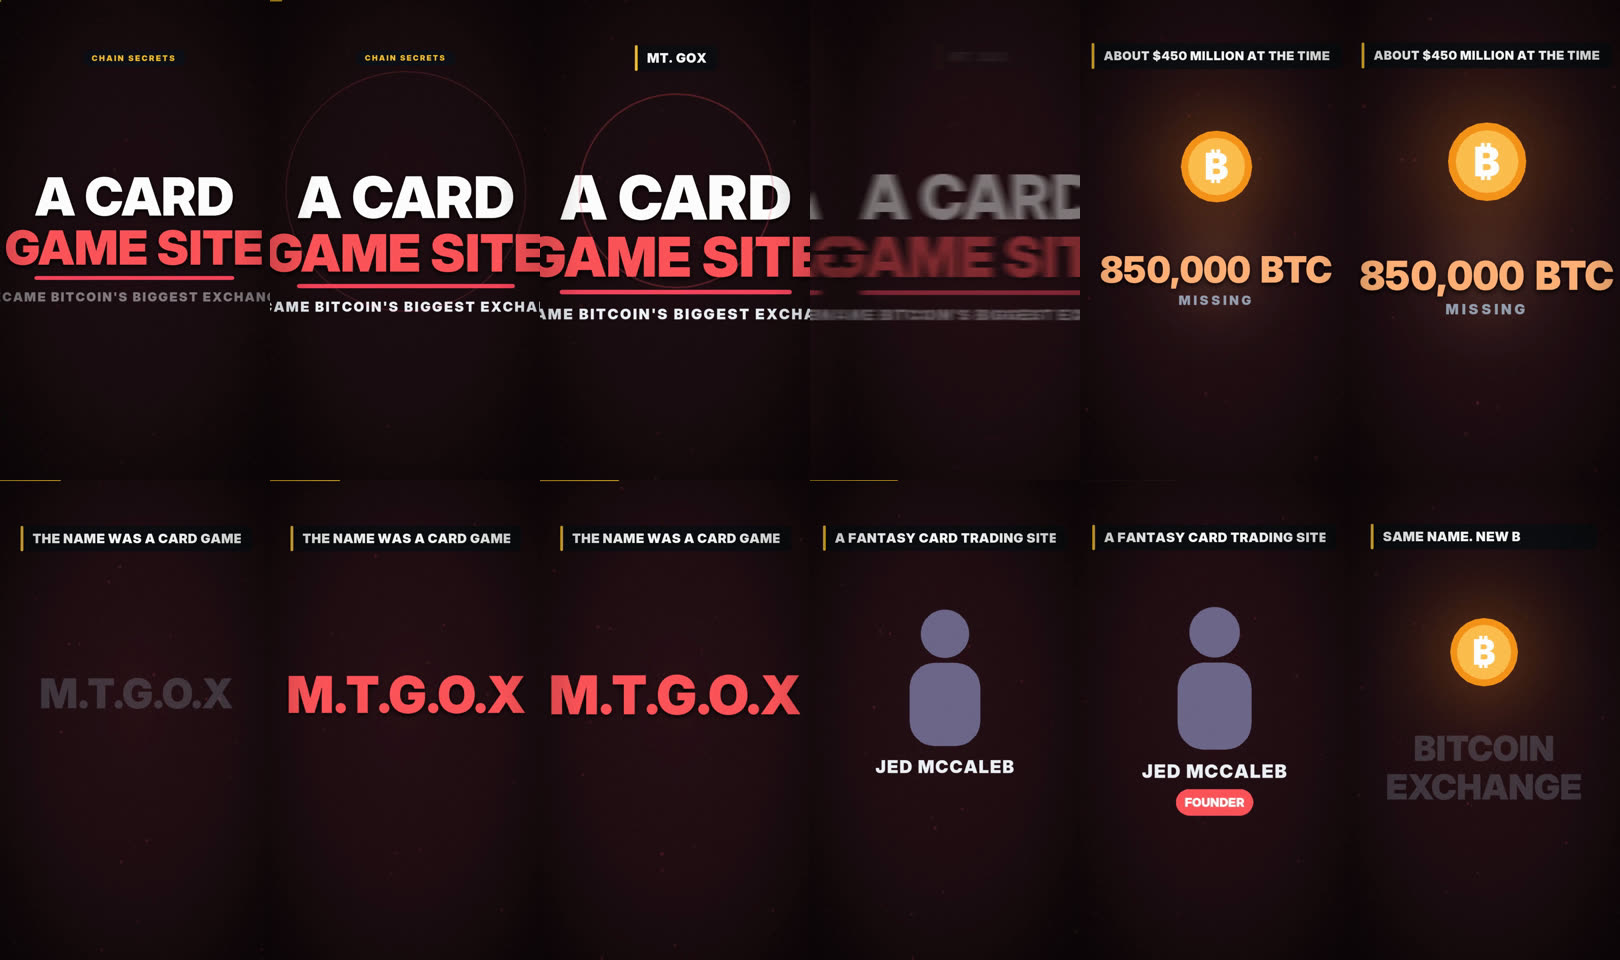 CHAIN SECRETS
A CARD
GAME SITE
CAME BITCOIN'S BIGGEST EXCHAN
CHAIN SECRETS
A CARD
GAME SITE
AME BITCOIN'S BIGGEST EXCHA
MT. GOX
A CARD
GAME SITE
AME BITCOIN'S BIGGEST EXCHA
A CARD
GAME SIT
ABOUT $450 MILLION AT THE TIME
₿
850,000 BTC
MISSING
ABOUT $450 MILLION AT THE TIME
₿
850,000 BTC
MISSING
THE NAME WAS A CARD GAME
M.T.G.O.X
THE NAME WAS A CARD GAME
M.T.G.O.X
THE NAME WAS A CARD GAME
M.T.G.O.X
A FANTASY CARD TRADING SITE
JED MCCALEB
A FANTASY CARD TRADING SITE
JED MCCALEB
FOUNDER
SAME NAME. NEW B
₿
BITCOIN
EXCHANGE